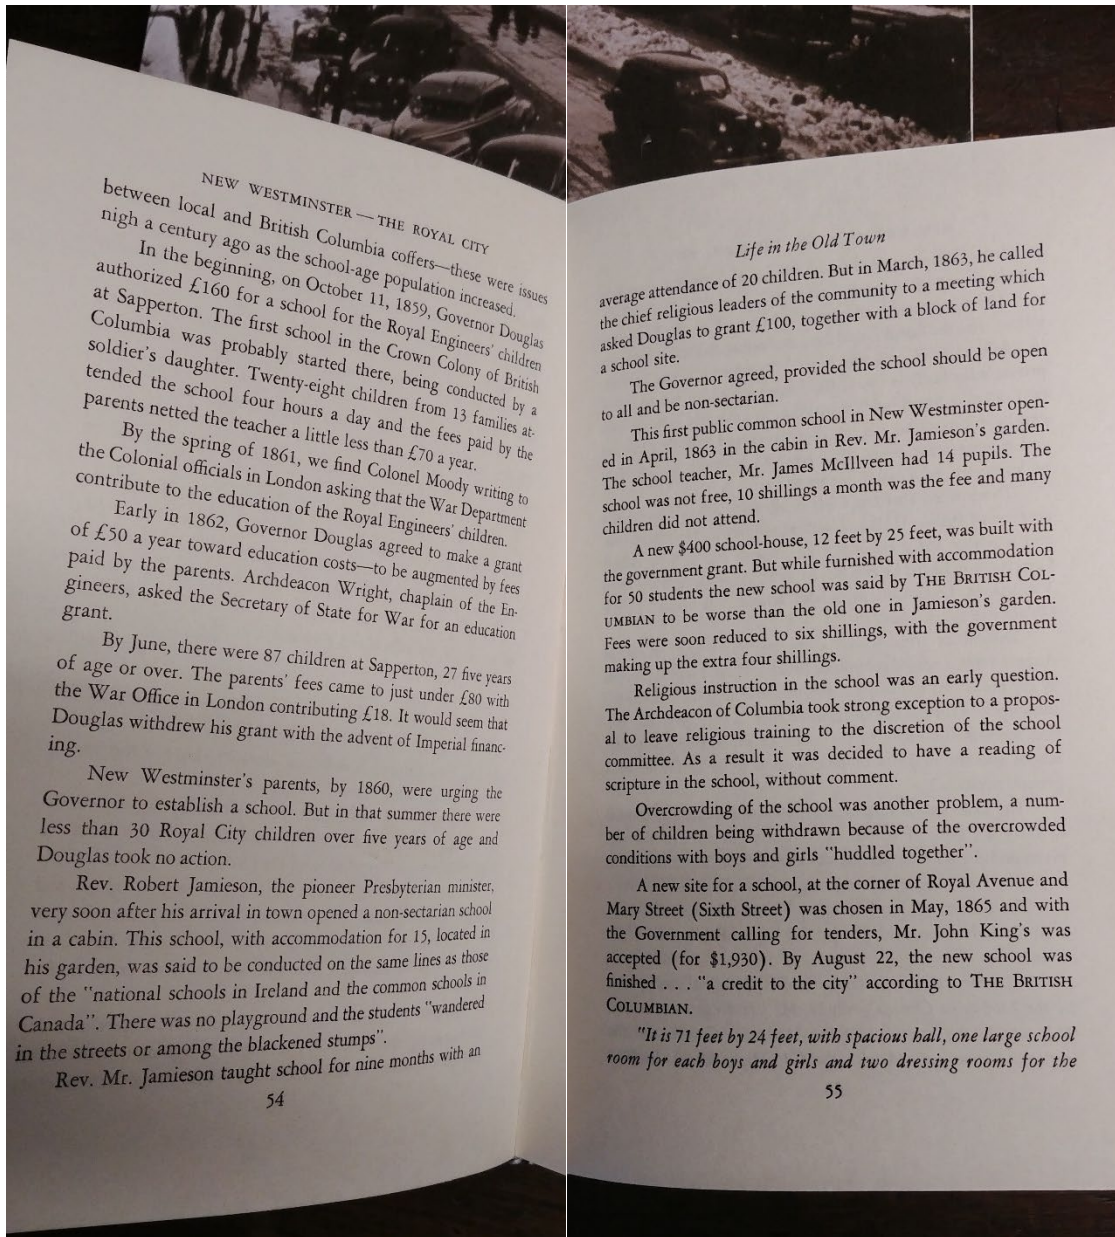 NEW WESTMINSTER — THE ROYAL CITY
between local and British Columbia coffers—these were issues
nigh a century ago as the school-age population increased.
In the beginning, on October 11, 1859, Governor Douglas
authorized £160 for a school for the Royal Engineers' children
at Sapperton. The first school in the Crown Colony of British
Columbia was probably started there, being conducted by a
soldier's daughter. Twenty-eight children from 13 families at-
tended the school four hours a day and the fees paid by the
parents netted the teacher a little less than £70 a year.
By the spring of 1861, we find Colonel Moody writing to
the Colonial officials in London asking that the War Department
contribute to the education of the Royal Engineers' children.
Early in 1862, Governor Douglas agreed to make a grant
of £50 a year toward education costs—to be augmented by fees
paid by the parents. Archdeacon Wright, chaplain of the En-
gineers, asked the Secretary of State for War for an education
grant.
By June, there were 87 children at Sapperton, 27 five years
of age or over. The parents' fees came to just under £80 with
the War Office in London contributing £18. It would seem that
Douglas withdrew his grant with the advent of Imperial financ-
ing.
New Westminster's parents, by 1860, were urging the
Governor to establish a school. But in that summer there were
less than 30 Royal City children over five years of age and
Douglas took no action.
Rev. Robert Jamieson, the pioneer Presbyterian minister,
very soon after his arrival in town opened a non-sectarian school
in a cabin. This school, with accommodation for 15, located in
his garden, was said to be conducted on the same lines as those
of the "national schools in Ireland and the common schools in
Canada". There was no playground and the students "wandered
in the streets or among the blackened stumps".
Rev. Mr. Jamieson taught school for nine months with an
54
Life in the Old Town
average attendance of 20 children. But in March, 1863, he called
the chief religious leaders of the community to a meeting which
asked Douglas to grant £100, together with a block of land for
a school site.
The Governor agreed, provided the school should be open
to all and be non-sectarian.
This first public common school in New Westminster open-
ed in April, 1863 in the cabin in Rev. Mr. Jamieson's garden.
The school teacher, Mr. James McIllveen had 14 pupils. The
school was not free, 10 shillings a month was the fee and many
children did not attend.
A new $400 school-house, 12 feet by 25 feet, was built with
the government grant. But while furnished with accommodation
for 50 students the new school was said by THE BRITISH COL-
UMBIAN to be worse than the old one in Jamieson's garden.
Fees were soon reduced to six shillings, with the government
making up the extra four shillings.
Religious instruction in the school was an early question.
The Archdeacon of Columbia took strong exception to a propos-
al to leave religious training to the discretion of the school
committee. As a result it was decided to have a reading of
scripture in the school, without comment.
Overcrowding of the school was another problem, a num-
ber of children being withdrawn because of the overcrowded
conditions with boys and girls "huddled together".
A new site for a school, at the corner of Royal Avenue and
Mary Street (Sixth Street) was chosen in May, 1865 and with
the Government calling for tenders, Mr. John King's was
accepted (for $1,930). By August 22, the new school was
finished . . . "a credit to the city" according to THE BRITISH
COLUMBIAN.
"It is 71 feet by 24 feet, with spacious hall, one large school
room for each boys and girls and two dressing rooms for the
55